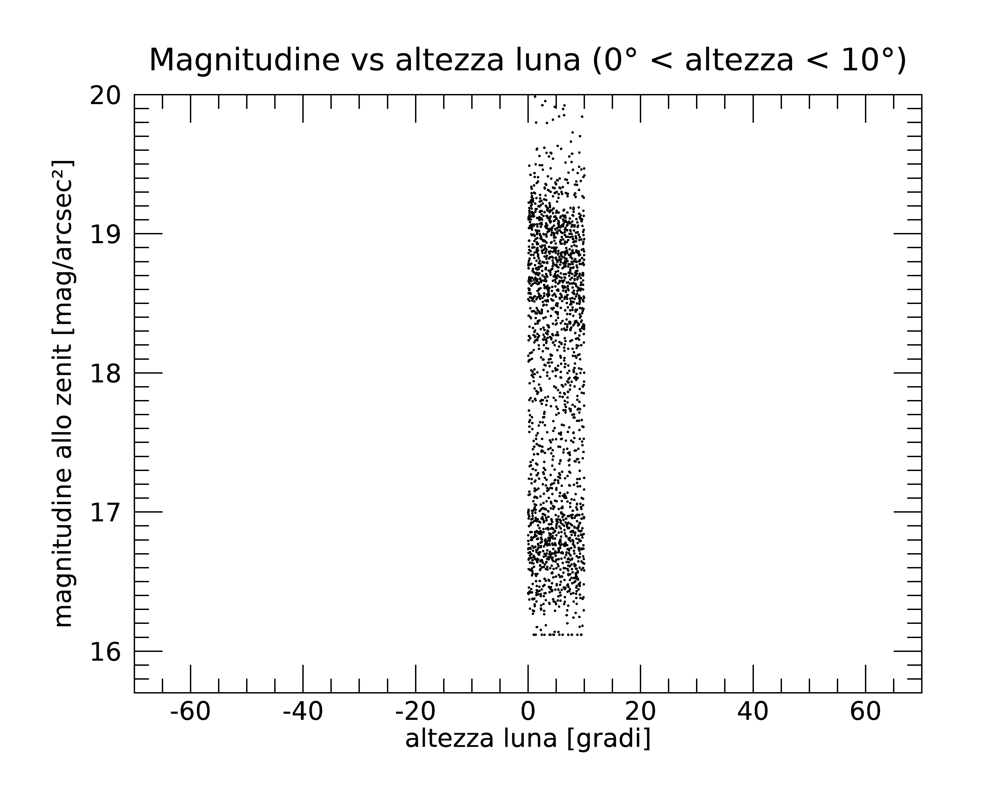 Magnitudine vs altezza luna (0° < altezza < 10°)
20
19
18
17
16
magnitudine allo zenit [mag/arcsec²]
-60 -40 -20 0 20 40 60
altezza luna [gradi]